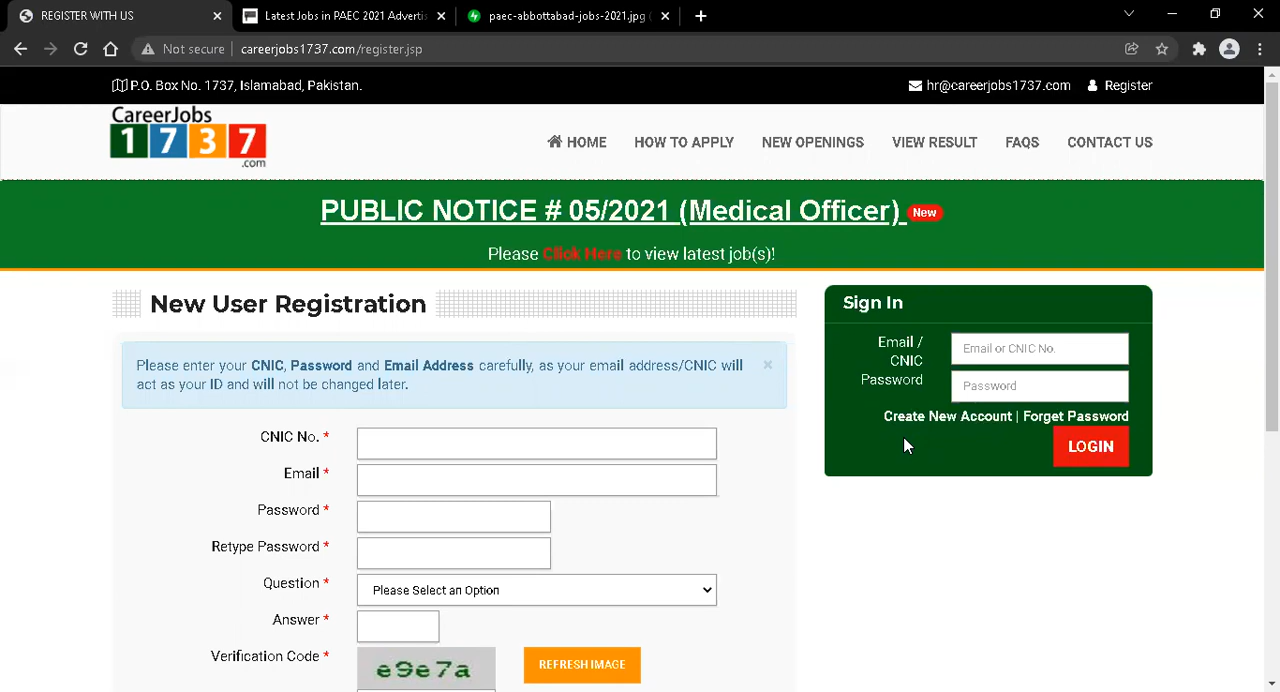 REGISTER WITH US
Latest Jobs in PAEC 2021 Advertis
paec-abbottabad-jobs-2021.jpg (
Not secure
careerjobs1737.com/register.jsp
P.O. Box No. 1737, Islamabad, Pakistan.
hr@careerjobs1737.com
Register
CareerJobs
1737
.com
HOME
HOW TO APPLY
NEW OPENINGS
VIEW RESULT
FAQS
CONTACT US
PUBLIC NOTICE # 05/2021 (Medical Officer) New
Please Click Here to view latest job(s)!
New User Registration
Please enter your CNIC, Password and Email Address carefully, as your email address/CNIC will
act as your ID and will not be changed later.
×
CNIC No. *
Email *
Password *
Retype Password *
Question *
Please Select an Option
Answer *
Verification Code *
e9e7a
REFRESH IMAGE
Sign In
Email /
CNIC
Email or CNIC No.
Password
Password
Create New Account | Forget Password
LOGIN